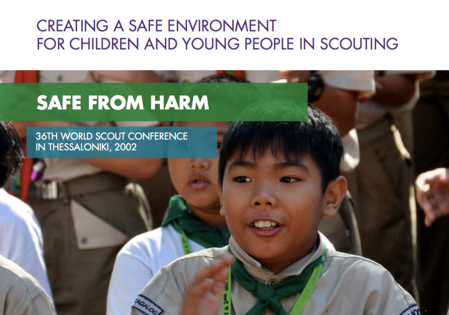 CREATING A SAFE ENVIRONMENT
FOR CHILDREN AND YOUNG PEOPLE IN SCOUTING
SAFE FROM HARM
36TH WORLD SCOUT CONFERENCE
IN THESSALONIKI, 2002